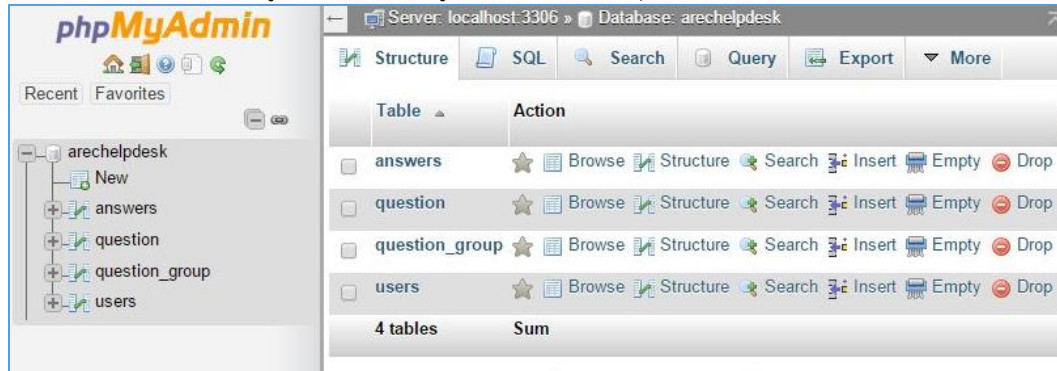 phpMyAdmin
Recent Favorites
arechelpdesk
New
answers
question
question_group
users
Server: localhost:3306 » Database: arechelpdesk
Structure SQL Search Query Export More
Table Action
answers Browse Structure Search Insert Empty Drop
question Browse Structure Search Insert Empty Drop
question_group Browse Structure Search Insert Empty Drop
users Browse Structure Search Insert Empty Drop
4 tables Sum